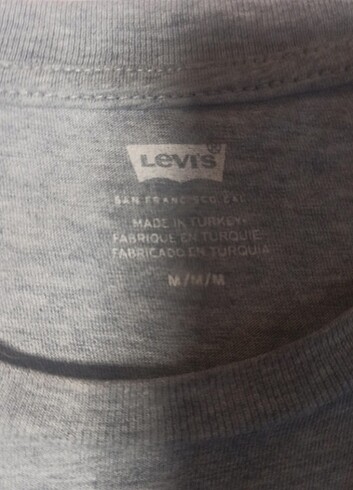 LEVI'S®
SAN FRANCISCO, CAL
MADE IN TURKEY-
FABRIQUE EN TURQUIE-
FABRICADO EN TURQUIA
M/M/M